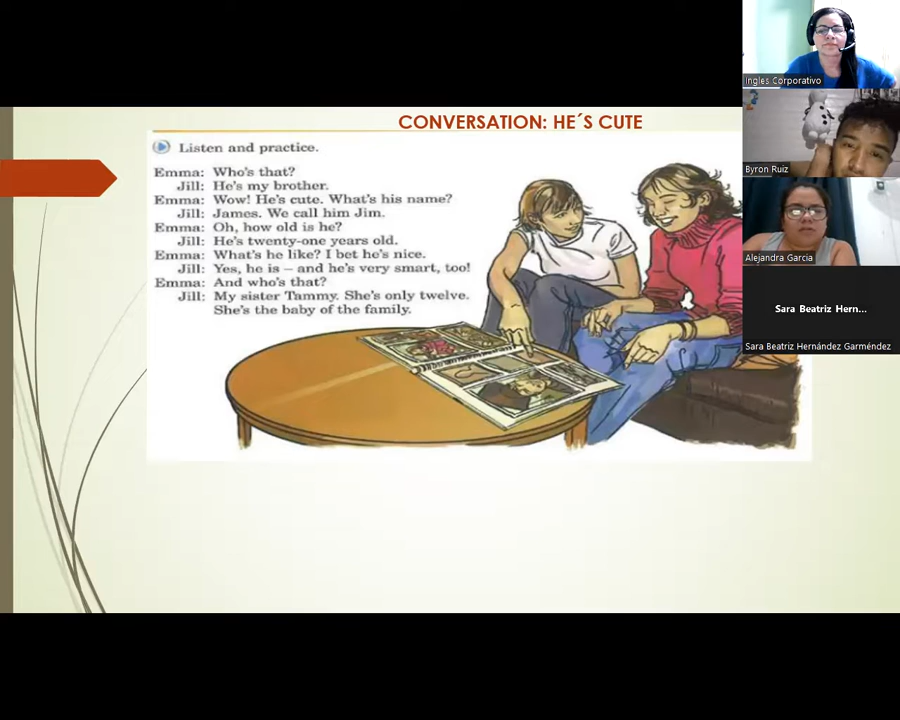 CONVERSATION: HE´S CUTE
Listen and practice.
Emma: Who's that?
Jill: He's my brother.
Emma: Wow! He's cute. What's his name?
Jill: James. We call him Jim.
Emma: Oh, how old is he?
Jill: He's twenty-one years old.
Emma: What's he like? I bet he's nice.
Jill: Yes, he is – and he's very smart, too!
Emma: And who's that?
Jill: My sister Tammy. She's only twelve.
She's the baby of the family.
Ingles Corporativo
Byron Ruiz
Alejandra Garcia
Sara Beatriz Hern...
Sara Beatriz Hernández Garméndez